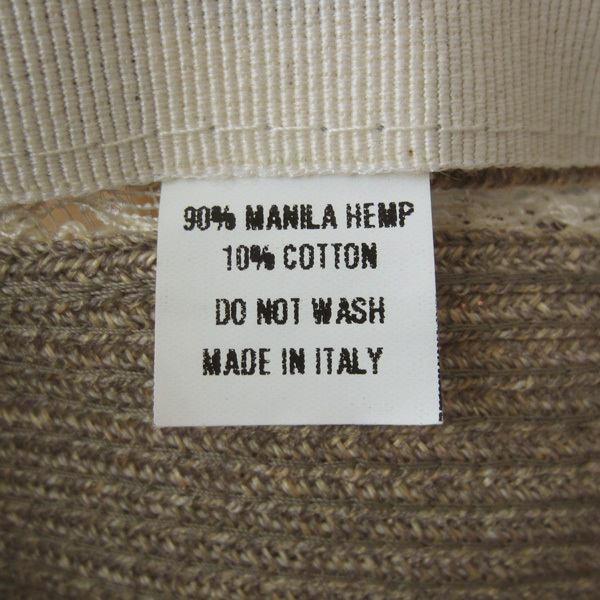 90% MANILA HEMP
10% COTTON
DO NOT WASH
MADE IN ITALY